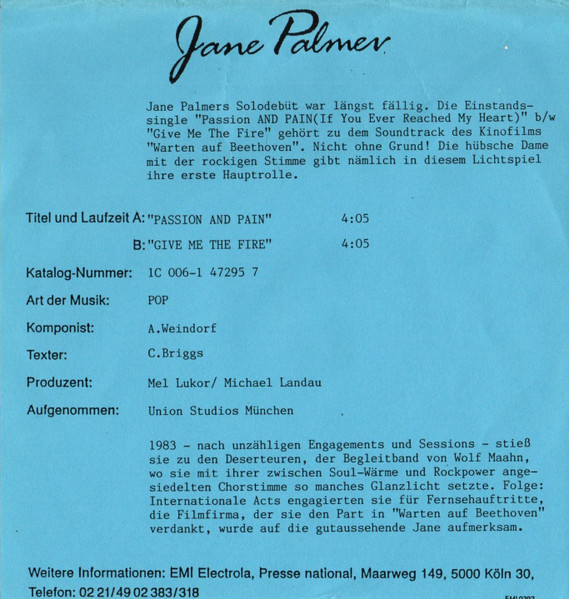 Jane Palmer
Jane Palmers Solodebüt war längst fällig. Die Einstands-
single "Passion AND PAIN(If You Ever Reached My Heart)" b/w
"Give Me The Fire" gehört zu dem Soundtrack des Kinofilms
"Warten auf Beethoven". Nicht ohne Grund! Die hübsche Dame
mit der rockigen Stimme gibt nämlich in diesem Lichtspiel
ihre erste Hauptrolle.
Titel und Laufzeit A: "PASSION AND PAIN" 4:05
B: "GIVE ME THE FIRE" 4:05
Katalog-Nummer: 1C 006-1 47295 7
Art der Musik: POP
Komponist: A.Weindorf
Texter: C.Briggs
Produzent: Mel Lukor/ Michael Landau
Aufgenommen: Union Studios München
1983 - nach unzähligen Engagements und Sessions - stieß
sie zu den Deserteuren, der Begleitband von Wolf Maahn,
wo sie mit ihrer zwischen Soul-Wärme und Rockpower ange-
siedelten Chorstimme so manches Glanzlicht setzte. Folge:
Internationale Acts engagierten sie für Fernsehauftritte,
die Filmfirma, der sie den Part in "Warten auf Beethoven"
verdankt, wurde auf die gutaussehende Jane aufmerksam.
Weitere Informationen: EMI Electrola, Presse national, Maarweg 149, 5000 Köln 30,
Telefon: 02 21/49 02 383/318